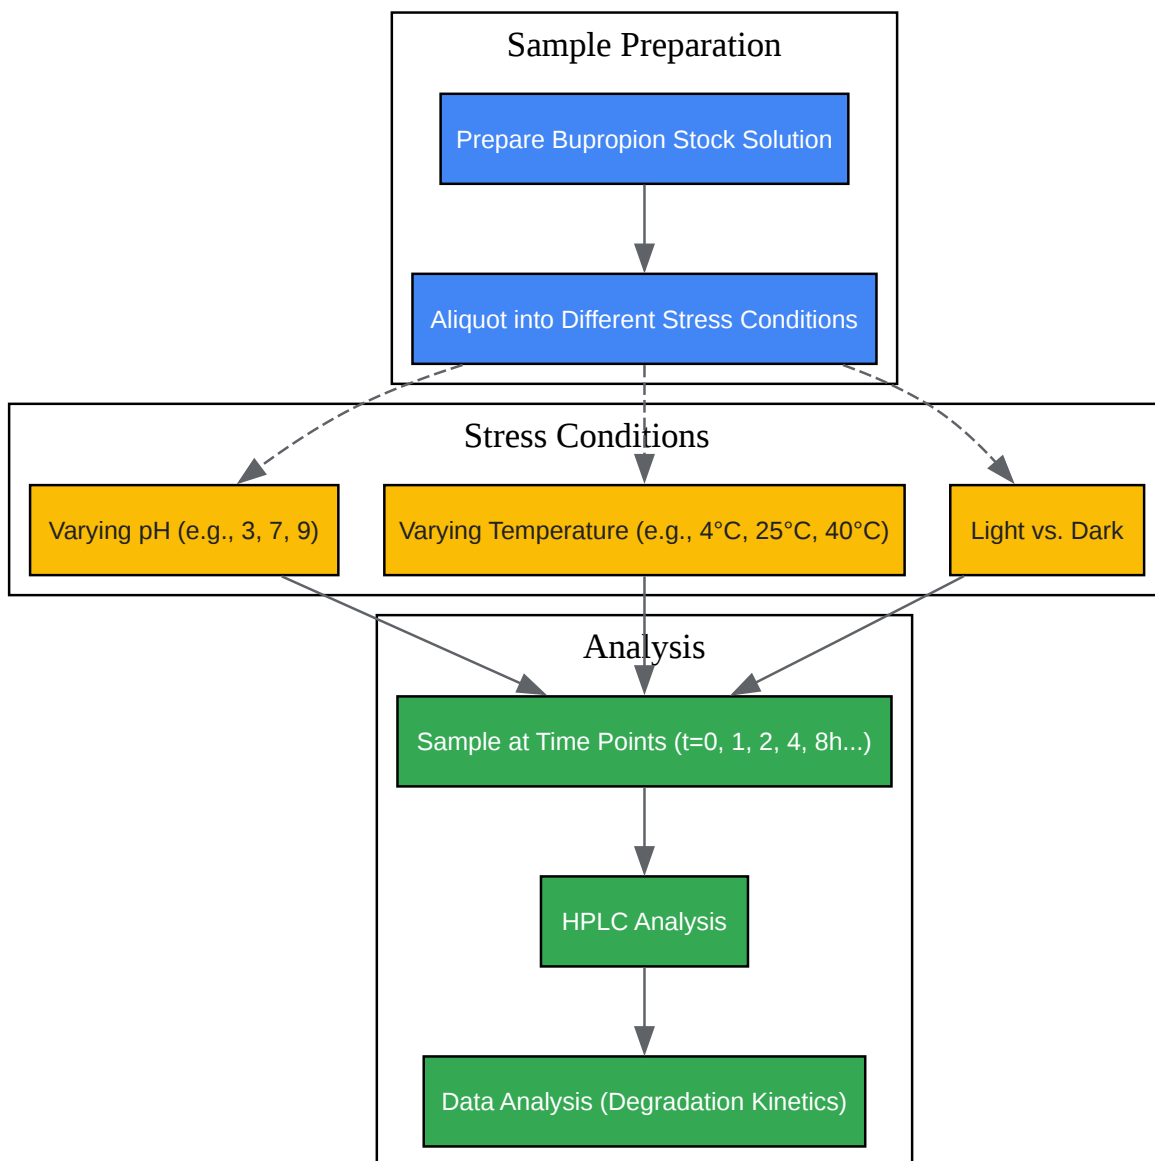 Sample Preparation
Prepare Bupropion Stock Solution
Aliquot into Different Stress Conditions
Stress Conditions
Varying pH (e.g., 3, 7, 9)
Varying Temperature (e.g., 4°C, 25°C, 40°C)
Light vs. Dark
Analysis
Sample at Time Points (t=0, 1, 2, 4, 8h...)
HPLC Analysis
Data Analysis (Degradation Kinetics)